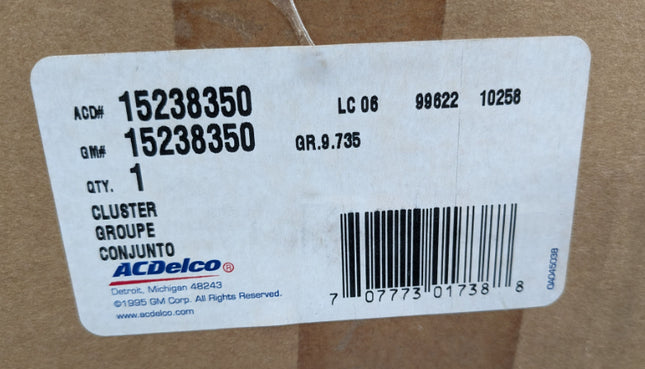 ACD# 15238350 LC 06 99622 10258
GM# 15238350 GR.9.735
QTY. 1
CLUSTER
GROUPE
CONJUNTO
ACDelco®
Detroit, Michigan 48243
©1995 GM Corp. All Rights Reserved.
www.acdelco.com
7 07773 01738 8
0AD45038